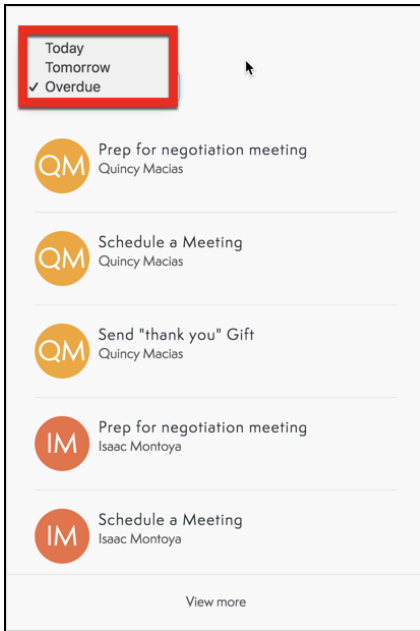 Today
Tomorrow
✓ Overdue
QM
Prep for negotiation meeting
Quincy Macias
QM
Schedule a Meeting
Quincy Macias
QM
Send "thank you" Gift
Quincy Macias
IM
Prep for negotiation meeting
Isaac Montoya
IM
Schedule a Meeting
Isaac Montoya
View more